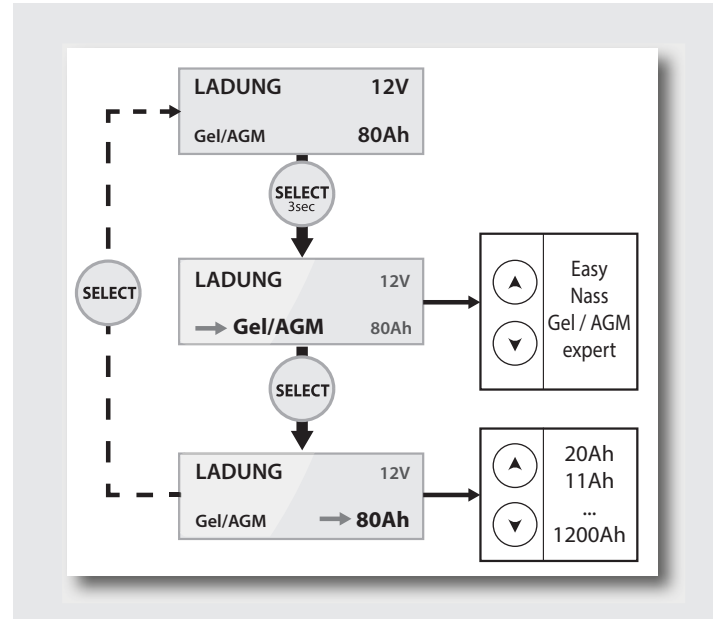 LADUNG 12V
Gel/AGM 80Ah
SELECT
3sec
LADUNG 12V
Gel/AGM 80Ah
SELECT
Easy
Nass
Gel / AGM
expert
SELECT
LADUNG 12V
Gel/AGM 80Ah
20Ah
11Ah
...
1200Ah